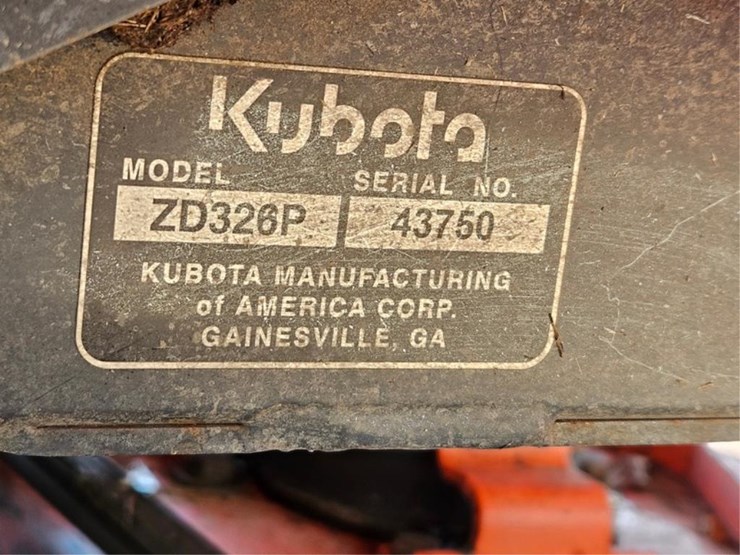 Kubota
MODEL SERIAL NO.
ZD326P 43750
KUBOTA MANUFACTURING
of AMERICA CORP.
GAINESVILLE, GA